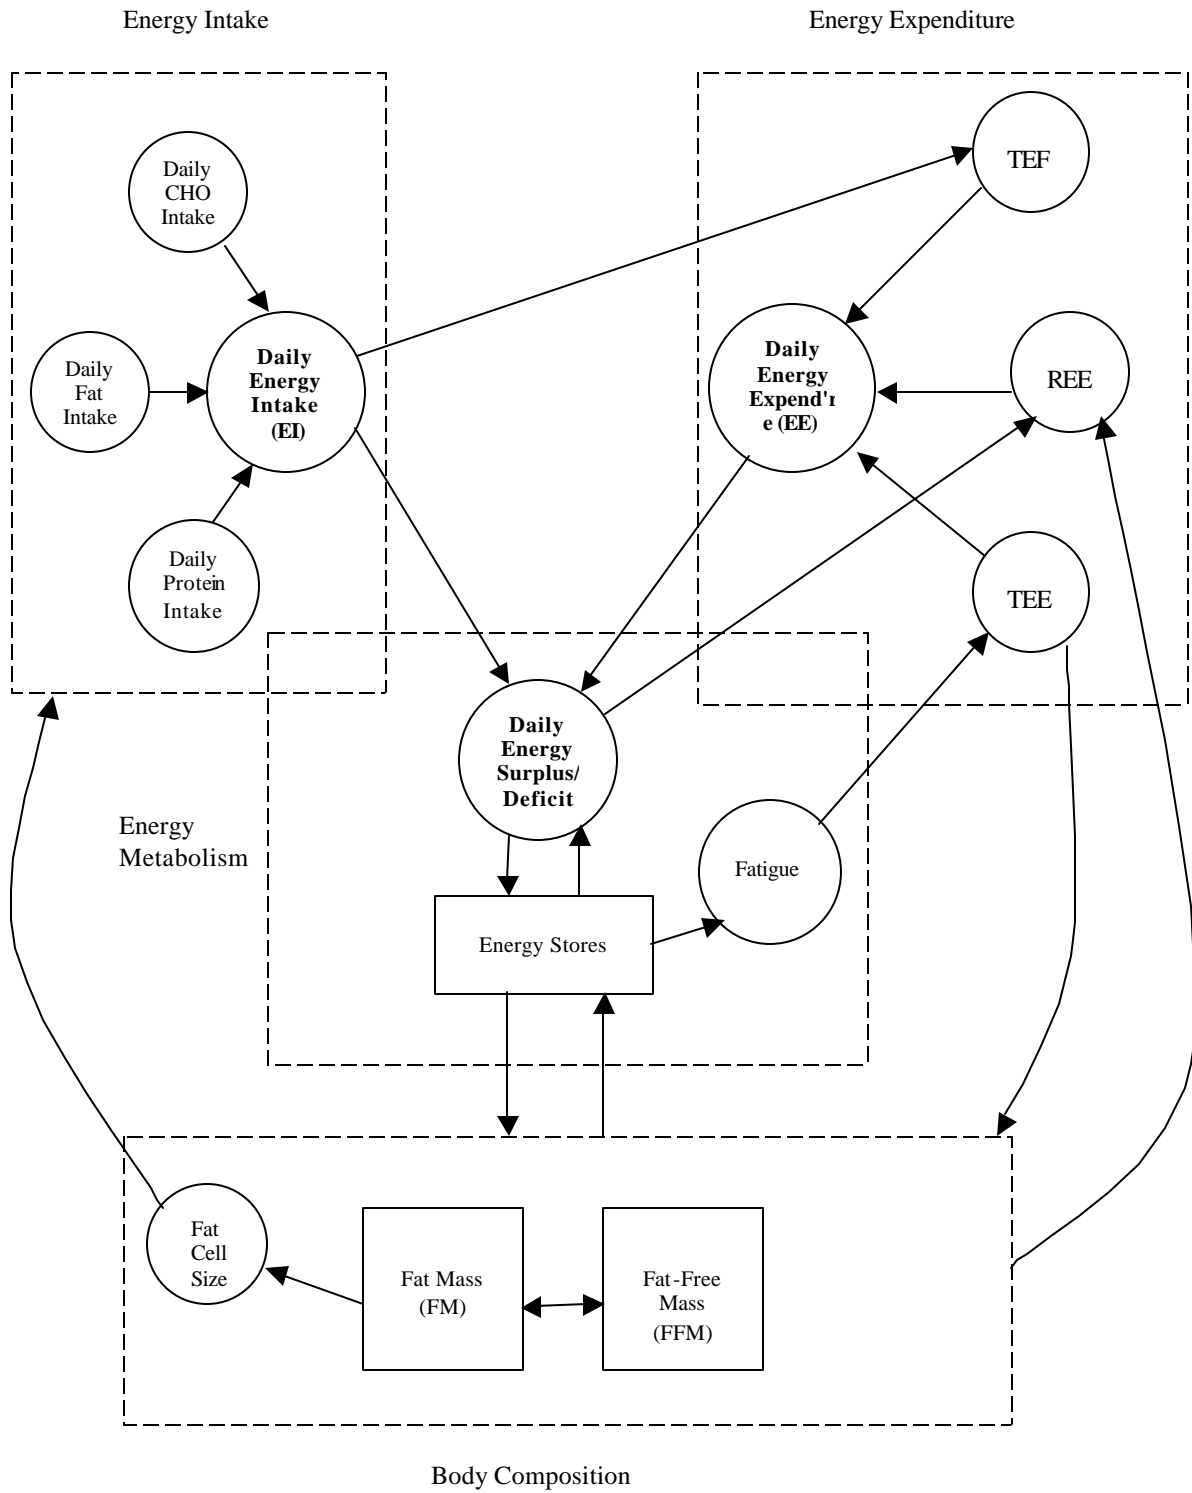 Energy Intake
Energy Expenditure
Daily
CHO
Intake
Daily
Fat
Intake
Daily
Energy
Intake
(EI)
Daily
Protein
Intake
TEF
Daily
Energy
Expend'r
e (EE)
REE
TEE
Daily
Energy
Surplus/
Deficit
Energy
Metabolism
Fatigue
Energy Stores
Fat
Cell
Size
Fat Mass
(FM)
Fat-Free
Mass
(FFM)
Body Composition